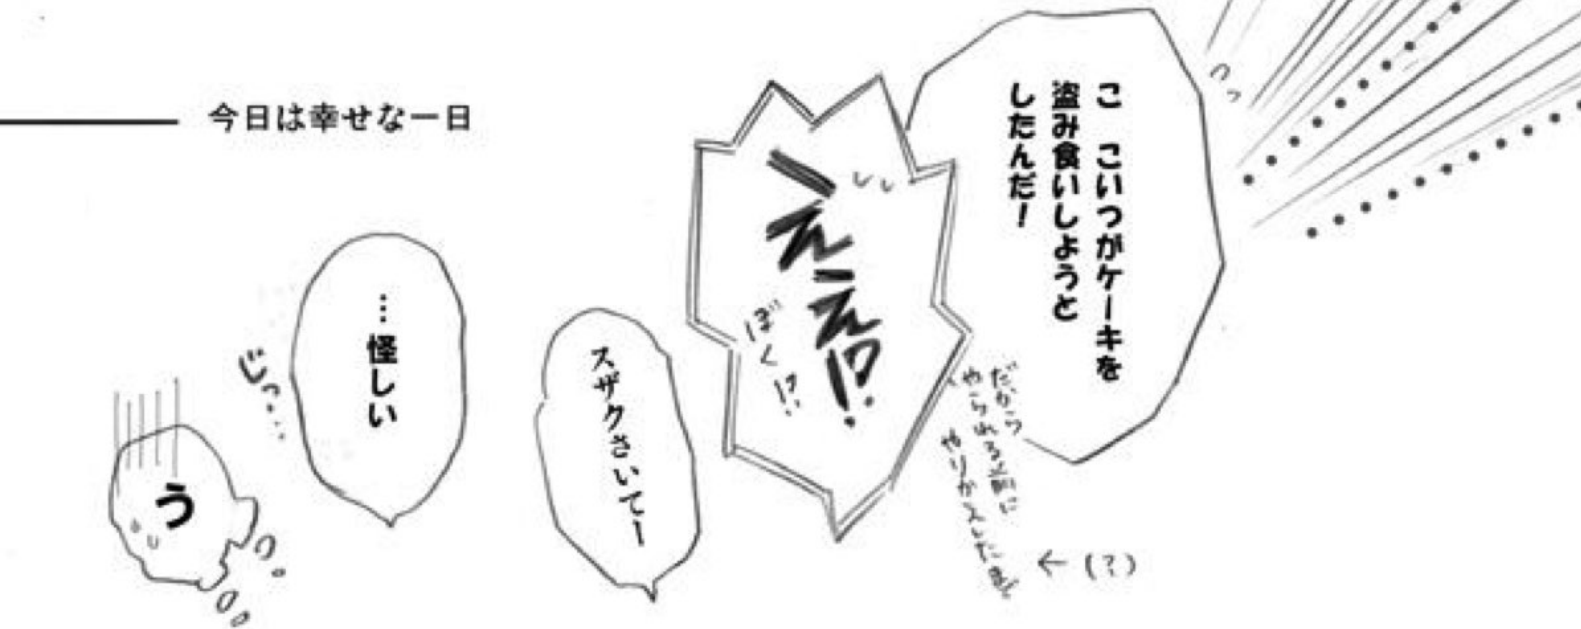 今日は幸せな一日
こ こいつがケーキを
盗み食いしようと
したんだ!
だから
やられる前に
やりかえしたまで
←(?)
ええ!?
ぼく!?
スザクさいてー
…怪しい
じっ…
う